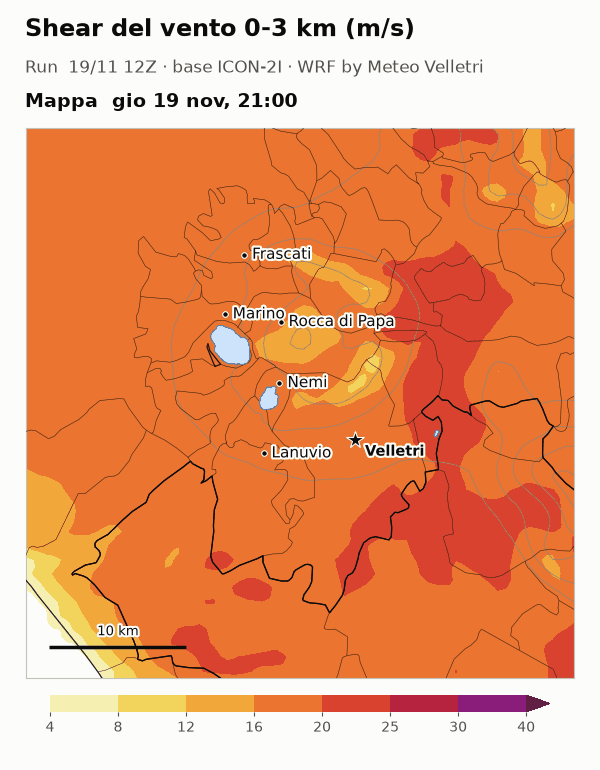 Shear del vento 0-3 km (m/s)
Run  19/11 12Z · base ICON-2I · WRF by Meteo Velletri
Mappa  gio 19 nov, 21:00
Frascati
Marino
Rocca di Papa
Nemi
Velletri
Lanuvio
10 km
4 8 12 16 20 25 30 40